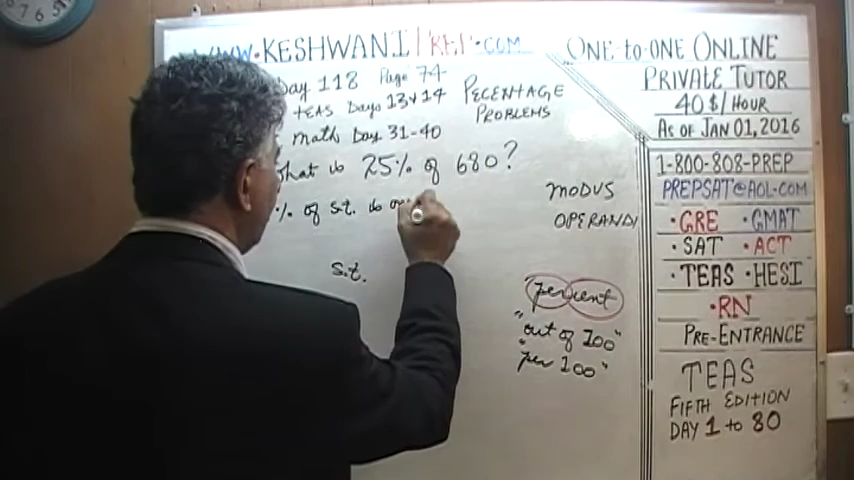 WWW.KESHWANI PREP.COM
Day 118 Page 74
TEAS Days 13+14
Math Day 31-40
What is 25% of 680?
% of s.t. is
s.t.
PECENTAGE
PROBLEMS
MODUS
OPERANDI
"percent"
"out of 100"
"per 100"
ONE-TO-ONE ONLINE
PRIVATE TUTOR
40$/HOUR
AS OF JAN 01, 2016
1-800-808-PREP
PREPSAT@AOL.COM
•GRE •GMAT
•SAT •ACT
•TEAS •HESI
•RN
PRE-ENTRANCE
TEAS
FIFTH EDITION
DAY 1 TO 80